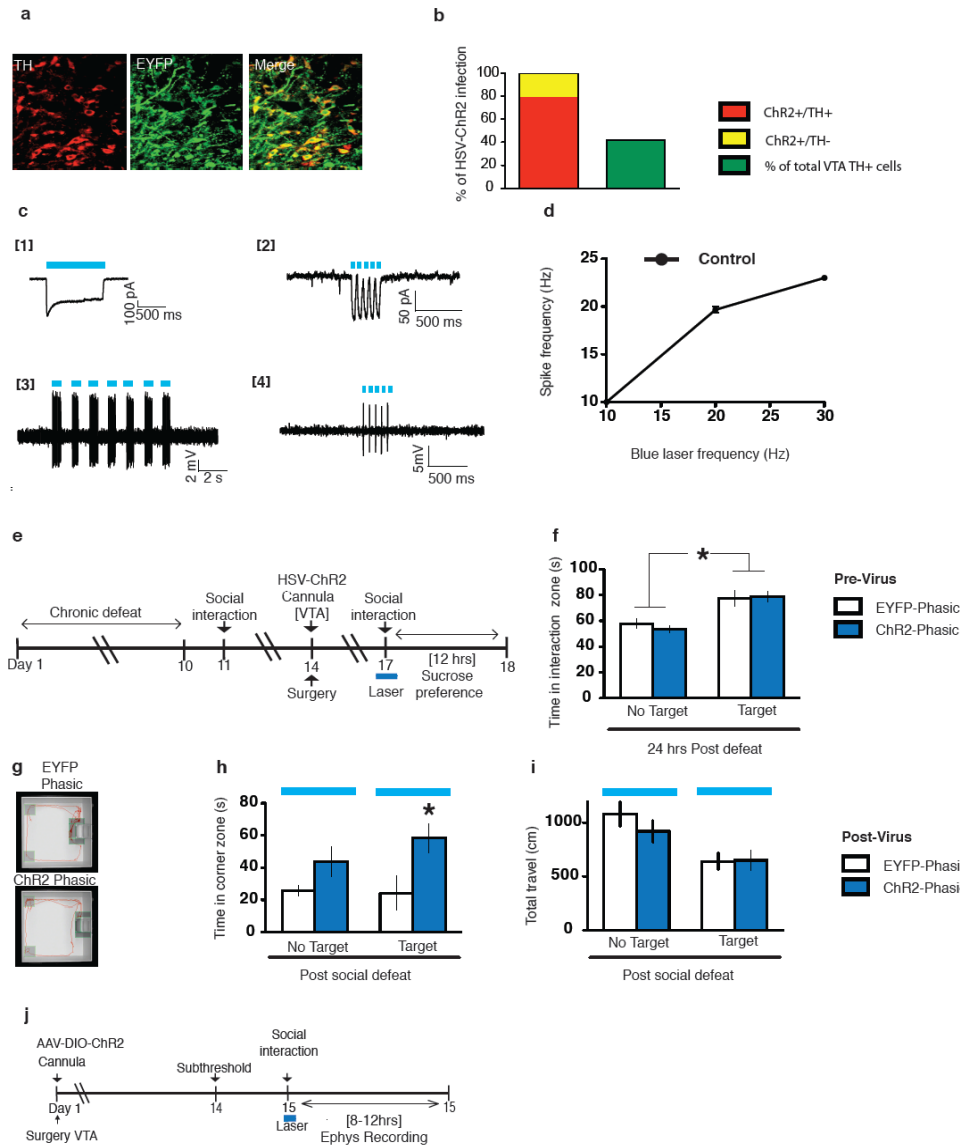 a
TH
EYFP
Merge
b
% of HSV-ChR2 infection
100
80
60
40
20
0
ChR2+/TH+
ChR2+/TH-
% of total VTA TH+ cells
c
[1]
100 pA
500 ms
[2]
50 pA
500 ms
[3]
2 mV
2 s
[4]
5mV
500 ms
d
Control
Spike frequency (Hz)
25
20
15
10
10 15 20 25 30
Blue laser frequency (Hz)
e
Chronic defeat
Social
interaction
HSV-ChR2
Cannula
[VTA]
Social
interaction
Day 1
10
11
14
17
18
Surgery
Laser
[12 hrs]
Sucrose
preference
f
Time in interaction zone (s)
100
80
60
40
20
0
No Target
Target
24 hrs Post defeat
Pre-Virus
EYFP-Phasic
ChR2-Phasic
g
EYFP
Phasic
ChR2 Phasic
h
Time in corner zone (s)
80
60
40
20
0
No Target
Target
Post social defeat
i
Total travel (cm)
1000
500
0
No Target
Target
Post social defeat
Post-Virus
EYFP-Phasic
ChR2-Phasic
j
AAV-DIO-ChR2
Cannula
Subthreshold
Social
interaction
Day 1
14
15
15
Surgery VTA
Laser
[8-12hrs]
Ephys Recording